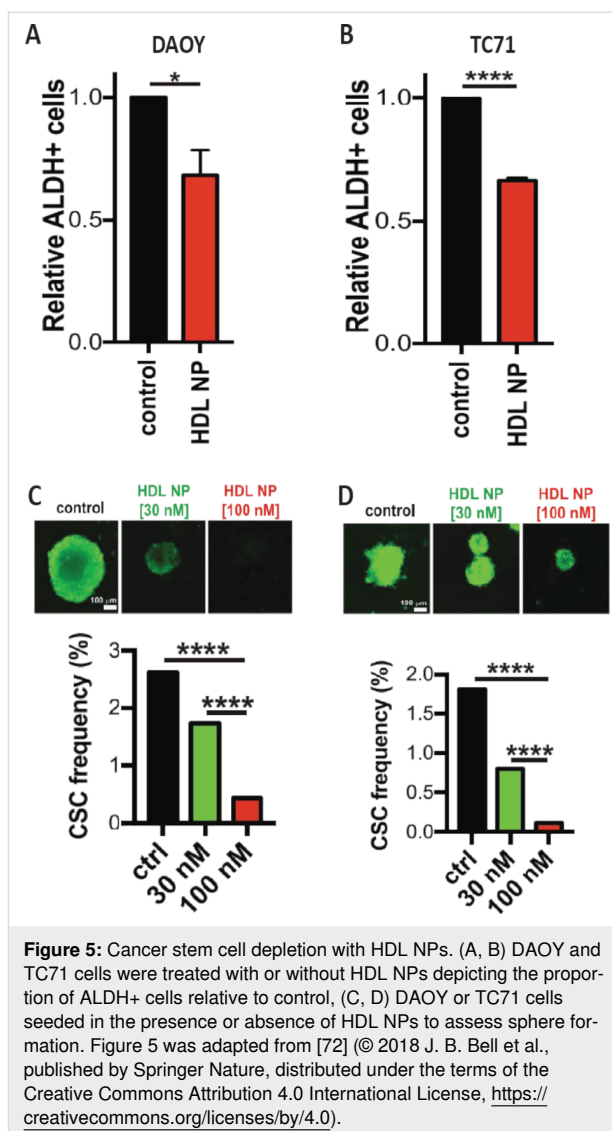 A
DAOY
*
Relative ALDH+ cells
1.0
0.5
0.0
control
HDL NP
B
TC71
****
Relative ALDH+ cells
1.0
0.5
0.0
control
HDL NP
C
control
HDL NP
[30 nM]
HDL NP
[100 nM]
100 μm
CSC frequency (%)
3
2
1
0
****
****
ctrl
30 nM
100 nM
D
control
HDL NP
[30 nM]
HDL NP
[100 nM]
100 μm
CSC frequency (%)
2.0
1.5
1.0
0.5
0.0
****
****
ctrl
30 nM
100 nM
Figure 5: Cancer stem cell depletion with HDL NPs. (A, B) DAOY and
TC71 cells were treated with or without HDL NPs depicting the propor-
tion of ALDH+ cells relative to control, (C, D) DAOY or TC71 cells
seeded in the presence or absence of HDL NPs to assess sphere for-
mation. Figure 5 was adapted from [72] (© 2018 J. B. Bell et al.,
published by Springer Nature, distributed under the terms of the
Creative Commons Attribution 4.0 International License, https://
creativecommons.org/licenses/by/4.0).